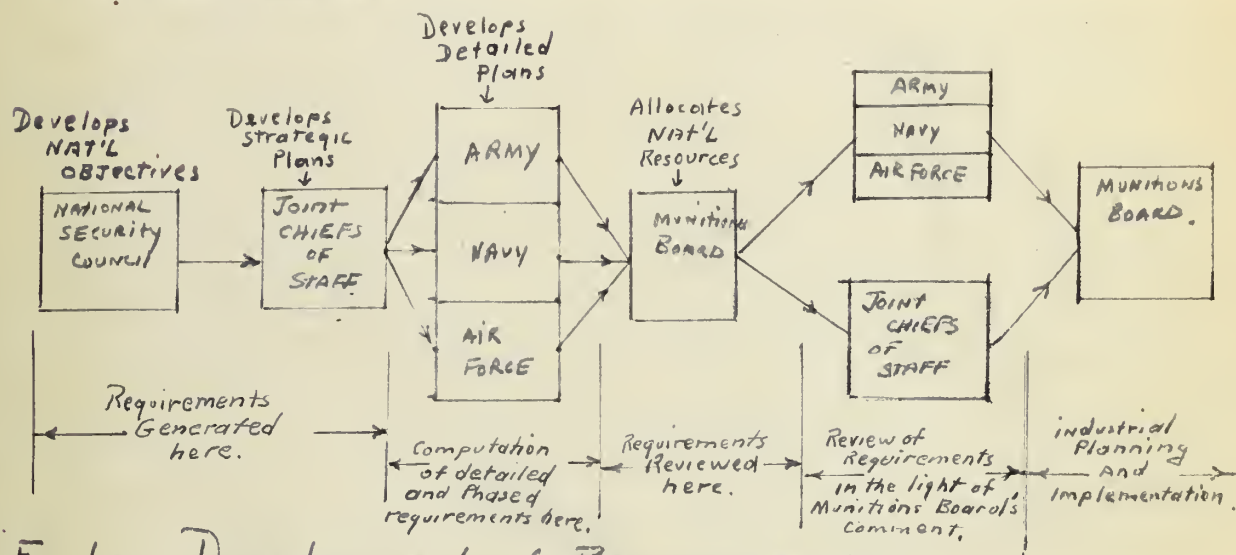 Develops
NAT'L
OBJectives
NATIONAL
SECURITY
COUNCIL
Develops
Strategic
Plans
JOINT
CHIEFS
OF
STAFF
Develops
Detailed
Plans
ARMY
NAVY
AIR
FORCE
Allocates
NAT'L
Resources
MUNITIONS
BOARD
ARMY
NAVY
AIR FORCE
JOINT
CHIEFS
OF
STAFF
MUNITIONS
BOARD.
Requirements
Generated
here.
Computation
of detailed
and Phased
requirements here.
Requirements
Reviewed
here.
Review of
Requirements
in the light of
Munitions Board's
Comment.
industrial
Planning
And
Implementation.